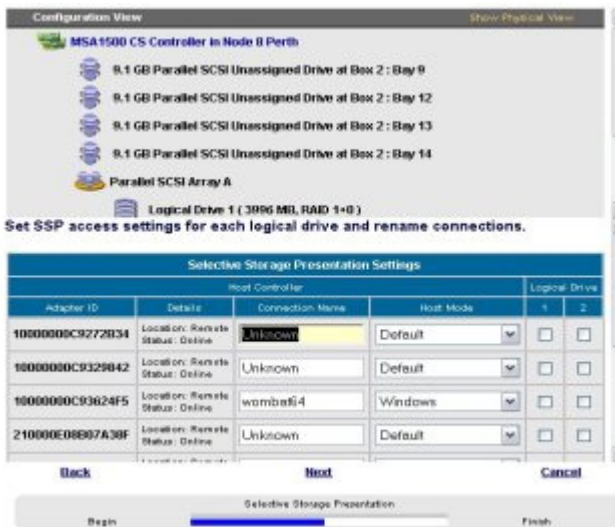 Configuration View Show Physical View
MSA1500 CS Controller in Node 8 Perth
9.1 GB Parallel SCSI Unassigned Drive at Box 2 : Bay 9
9.1 GB Parallel SCSI Unassigned Drive at Box 2 : Bay 12
9.1 GB Parallel SCSI Unassigned Drive at Box 2 : Bay 13
9.1 GB Parallel SCSI Unassigned Drive at Box 2 : Bay 14
Parallel SCSI Array A
Logical Drive 1 ( 3996 MB, RAID 1+0 )
Set SSP access settings for each logical drive and rename connections.
Selective Storage Presentation Settings
Host Controller Logical Drive
Adapter ID Details Connection Name Host Mode 1 2
10000000C9272B34 Location: Remote Status: Online Unknown Default
10000000C9329842 Location: Remote Status: Online Unknown Default
10000000C93624F5 Location: Remote Status: Online wombat64 Windows
210000E08B07A38F Location: Remote Status: Online Unknown Default
Back Next Cancel
Selective Storage Presentation
Begin Finish